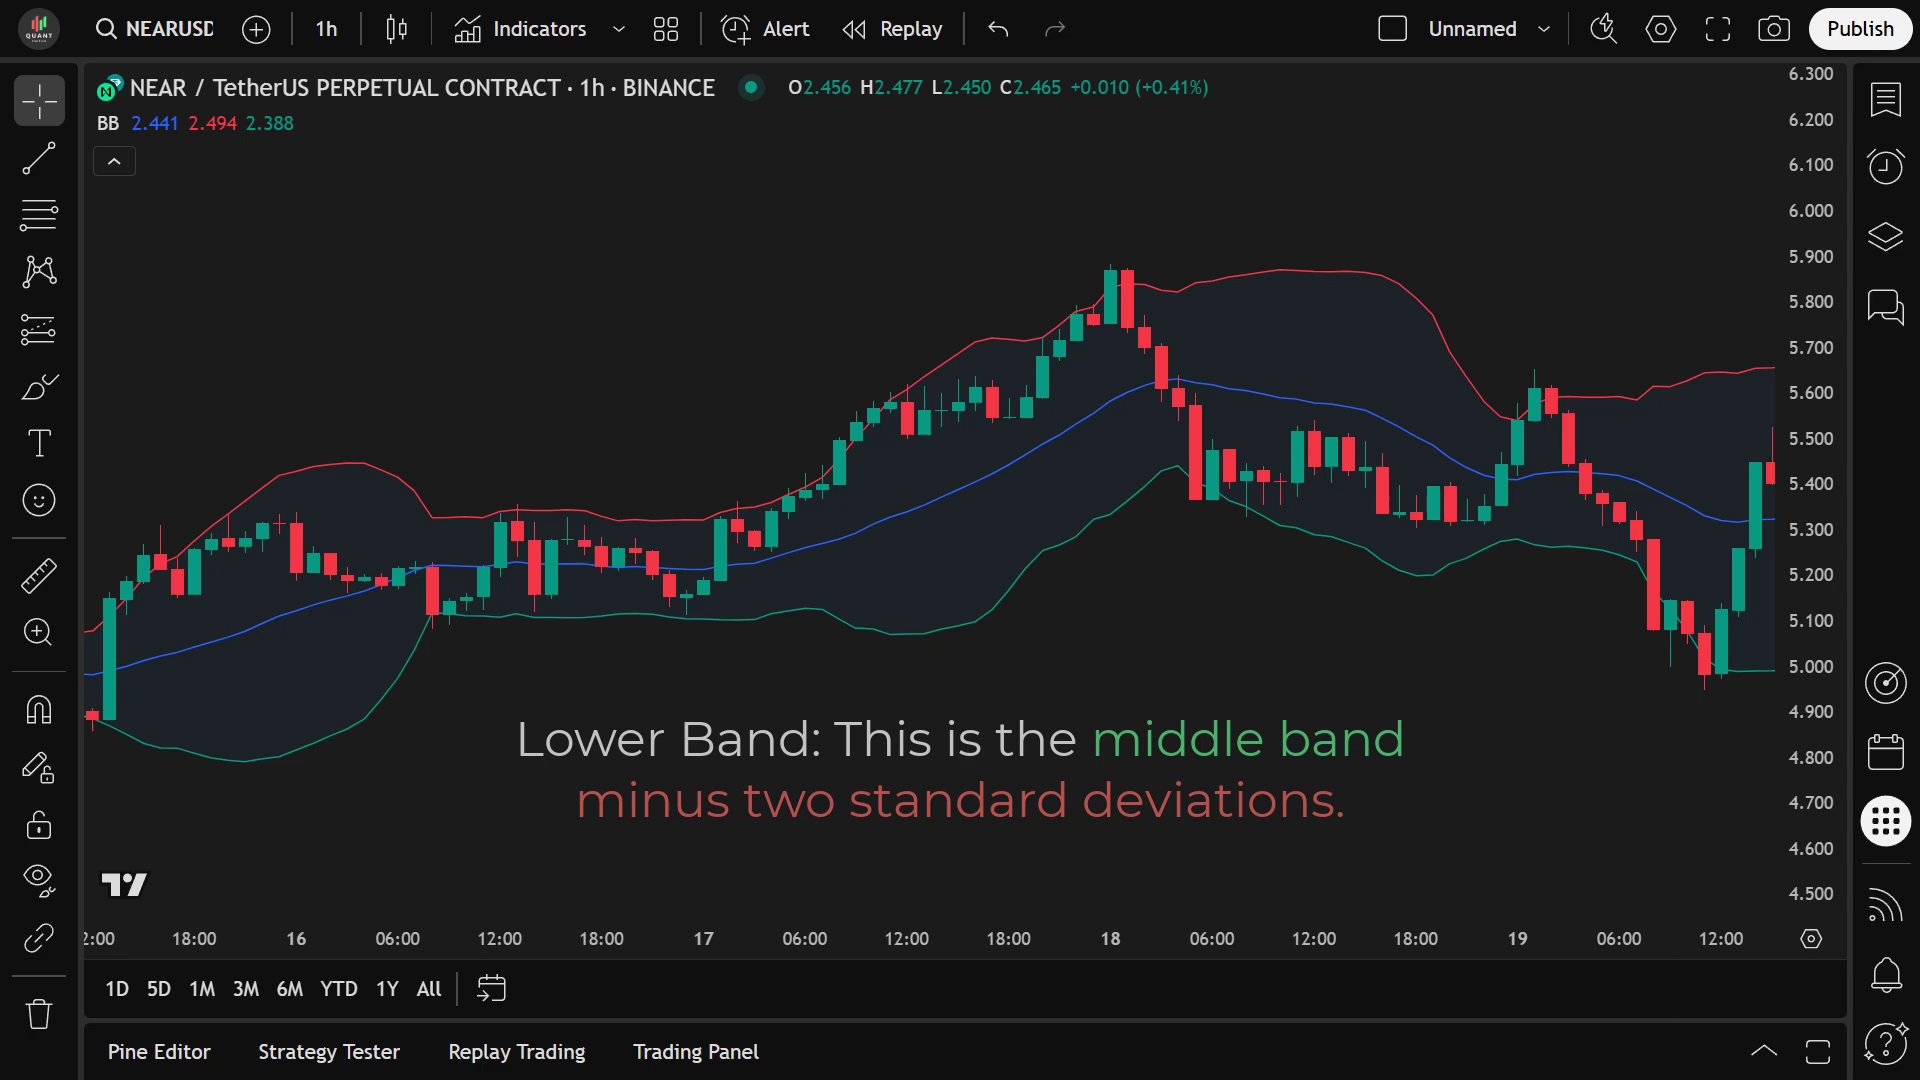 QUANT
NEARUSD
1h
Indicators
Alert
Replay
Unnamed
Publish
NEAR / TetherUS PERPETUAL CONTRACT · 1h · BINANCE
O2.456 H2.477 L2.450 C2.465 +0.010 (+0.41%)
BB 2.441 2.494 2.388
6.300
6.200
6.100
6.000
5.900
5.800
5.700
5.600
5.500
5.400
5.300
5.200
5.100
5.000
4.900
4.800
4.700
4.600
4.500
Lower Band: This is the middle band
minus two standard deviations.
2:00 18:00 16 06:00 12:00 18:00 17 06:00 12:00 18:00 18 06:00 12:00 18:00 19 06:00 12:00
1D 5D 1M 3M 6M YTD 1Y All
Pine Editor Strategy Tester Replay Trading Trading Panel